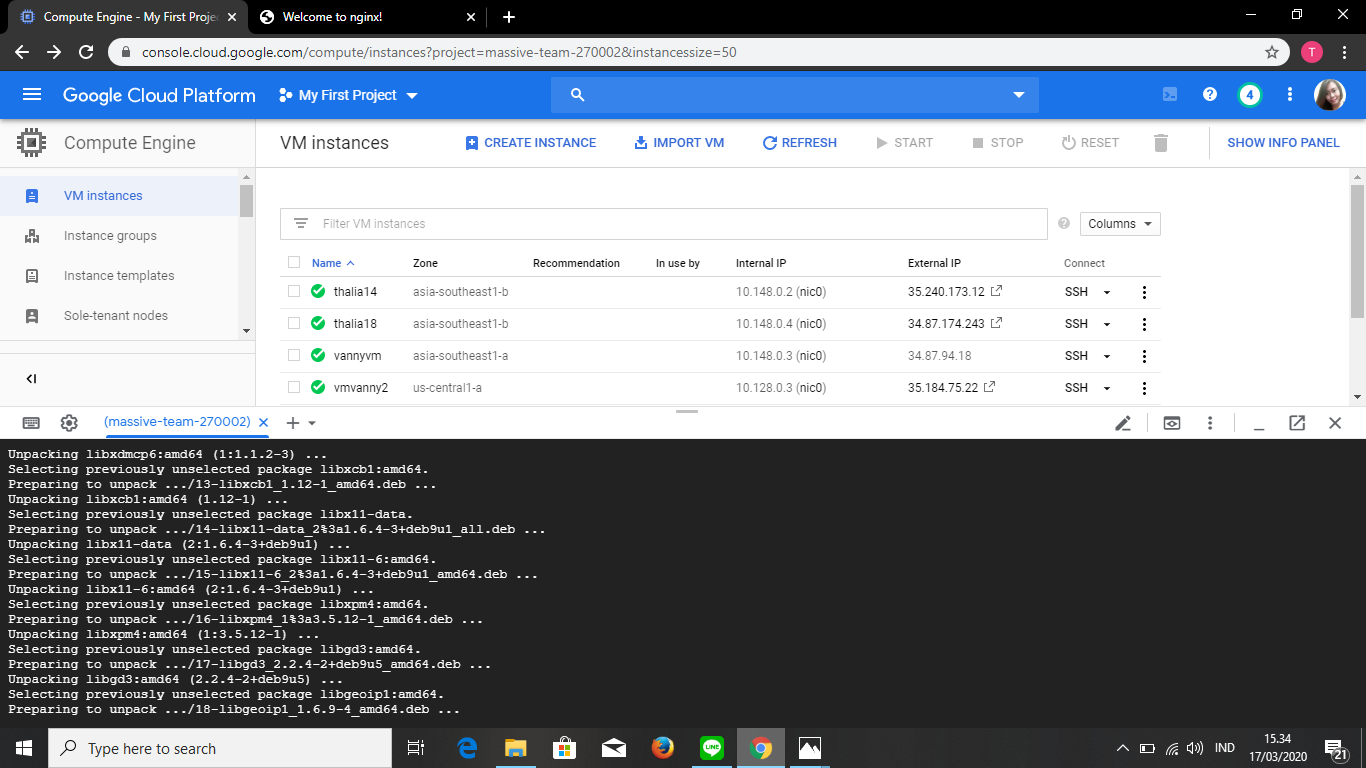 Compute Engine - My First Projec
Welcome to nginx!
console.cloud.google.com/compute/instances?project=massive-team-270002&instancessize=50
T
Google Cloud Platform
My First Project
4
Compute Engine
VM instances
CREATE INSTANCE
IMPORT VM
REFRESH
START
STOP
RESET
SHOW INFO PANEL
VM instances
Instance groups
Instance templates
Sole-tenant nodes
Filter VM instances
Columns
Name Zone Recommendation In use by Internal IP External IP Connect
thalia14 asia-southeast1-b 10.148.0.2 (nic0) 35.240.173.12 SSH
thalia18 asia-southeast1-b 10.148.0.4 (nic0) 34.87.174.243 SSH
vannyvm asia-southeast1-a 10.148.0.3 (nic0) 34.87.94.18 SSH
vmvanny2 us-central1-a 10.128.0.3 (nic0) 35.184.75.22 SSH
(massive-team-270002)
Unpacking libxdmcp6:amd64 (1:1.1.2-3) ...
Selecting previously unselected package libxcb1:amd64.
Preparing to unpack .../13-libxcb1_1.12-1_amd64.deb ...
Unpacking libxcb1:amd64 (1.12-1) ...
Selecting previously unselected package libx11-data.
Preparing to unpack .../14-libx11-data_2%3a1.6.4-3+deb9u1_all.deb ...
Unpacking libx11-data (2:1.6.4-3+deb9u1) ...
Selecting previously unselected package libx11-6:amd64.
Preparing to unpack .../15-libx11-6_2%3a1.6.4-3+deb9u1_amd64.deb ...
Unpacking libx11-6:amd64 (2:1.6.4-3+deb9u1) ...
Selecting previously unselected package libxpm4:amd64.
Preparing to unpack .../16-libxpm4_1%3a3.5.12-1_amd64.deb ...
Unpacking libxpm4:amd64 (1:3.5.12-1) ...
Selecting previously unselected package libgd3:amd64.
Preparing to unpack .../17-libgd3_2.2.4-2+deb9u5_amd64.deb ...
Unpacking libgd3:amd64 (2.2.4-2+deb9u5) ...
Selecting previously unselected package libgeoip1:amd64.
Preparing to unpack .../18-libgeoip1_1.6.9-4_amd64.deb ...
Type here to search
LINE
IND
15.34
17/03/2020
21